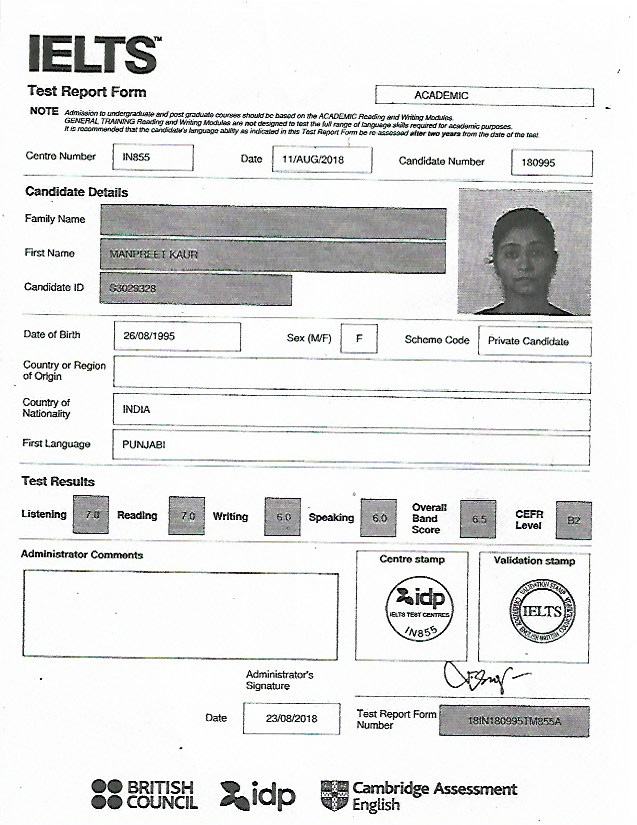 IELTS™
Test Report Form
ACADEMIC
NOTE Admission to undergraduate and post graduate courses should be based on the ACADEMIC Reading and Writing Modules.
GENERAL TRAINING Reading and Writing Modules are not designed to test the full range of language skills required for academic purposes.
It is recommended that the candidate's language ability as indicated in this Test Report Form be re-assessed after two years from the date of the test.
Centre Number IN855 Date 11/AUG/2018 Candidate Number 180995
Candidate Details
Family Name
First Name MANPREET KAUR
Candidate ID S3029328
Date of Birth 26/08/1995 Sex (M/F) F Scheme Code Private Candidate
Country or Region
of Origin
Country of
Nationality INDIA
First Language PUNJABI
Test Results
Listening 7.0 Reading 7.0 Writing 6.0 Speaking 6.0 Overall Band Score 6.5 CEFR Level B2
Administrator Comments
Centre stamp
Validation stamp
idp
IELTS TEST CENTRES
IN855
VALIDATION STAMP
IELTS
Administrator's
Signature
Date 23/08/2018
Test Report Form
Number 18IN180995TM855A
BRITISH
COUNCIL
idp
Cambridge Assessment
English